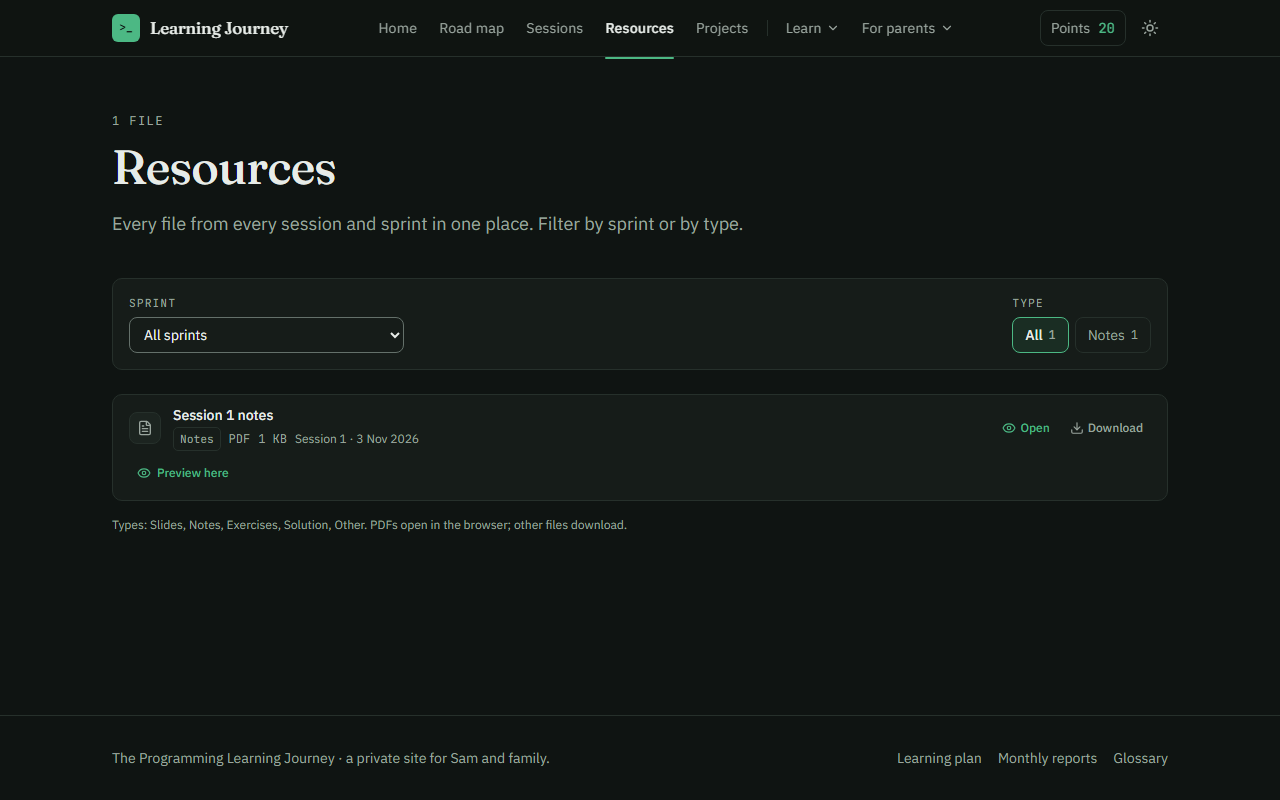 >_ Learning Journey Home Road map Sessions Resources Projects Learn For parents Points 20
1 FILE
Resources
Every file from every session and sprint in one place. Filter by sprint or by type.
SPRINT TYPE
All sprints All 1 Notes 1
Session 1 notes
Notes PDF 1 KB Session 1 · 3 Nov 2026 Open Download
Preview here
Types: Slides, Notes, Exercises, Solution, Other. PDFs open in the browser; other files download.
The Programming Learning Journey · a private site for Sam and family. Learning plan Monthly reports Glossary